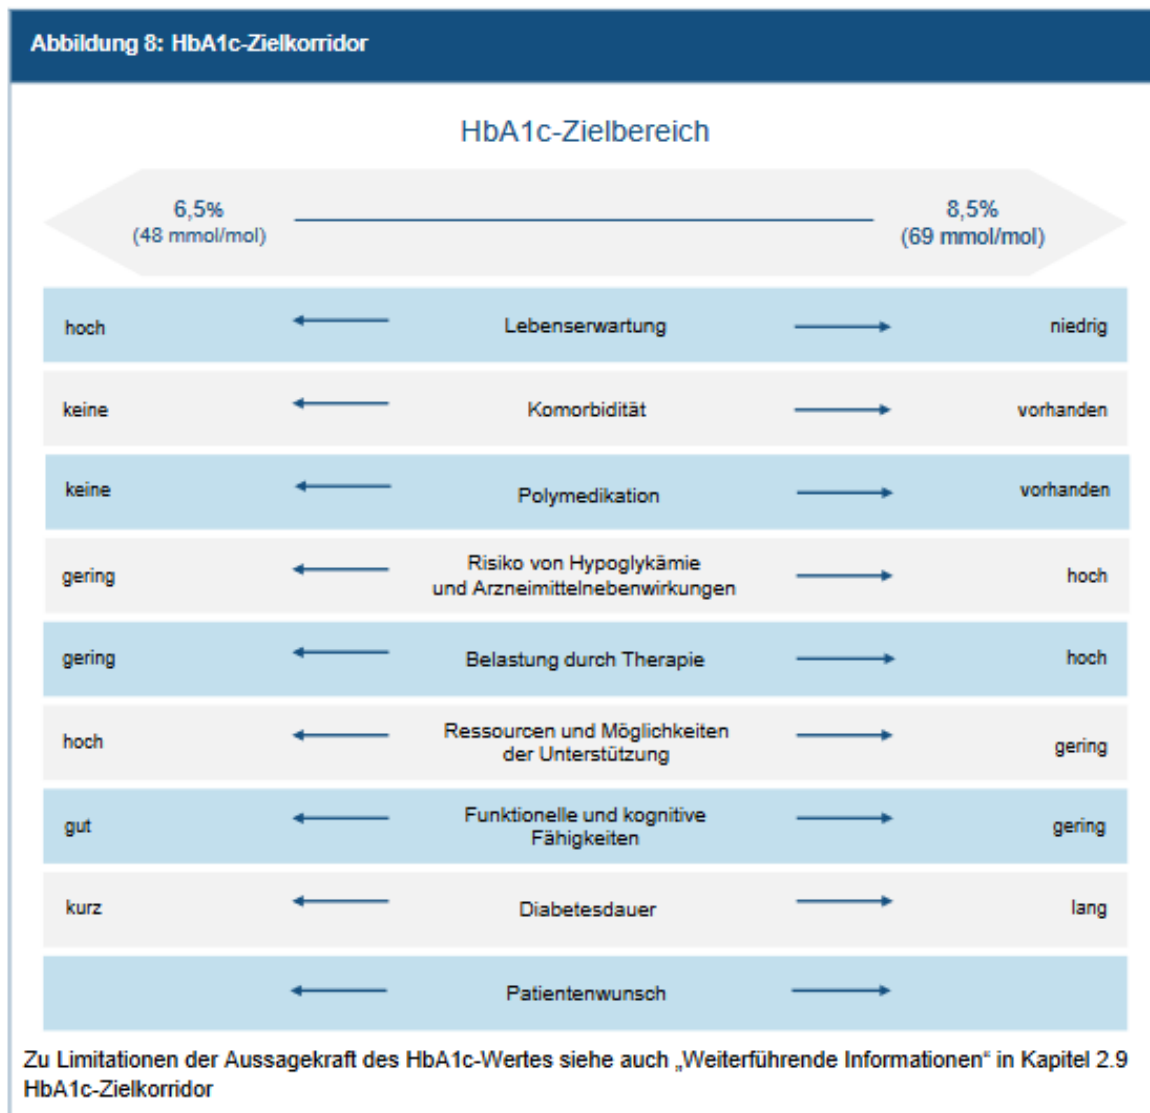 Abbildung 8: HbA1c-Zielkorridor
HbA1c-Zielbereich
6,5%
(48 mmol/mol)
8,5%
(69 mmol/mol)
hoch
Lebenserwartung
niedrig
keine
Komorbidität
vorhanden
keine
Polymedikation
vorhanden
gering
Risiko von Hypoglykämie
und Arzneimittelnebenwirkungen
hoch
gering
Belastung durch Therapie
hoch
hoch
Ressourcen und Möglichkeiten
der Unterstützung
gering
gut
Funktionelle und kognitive
Fähigkeiten
gering
kurz
Diabetesdauer
lang
Patientenwunsch
Zu Limitationen der Aussagekraft des HbA1c-Wertes siehe auch „Weiterführende Informationen“ in Kapitel 2.9
HbA1c-Zielkorridor